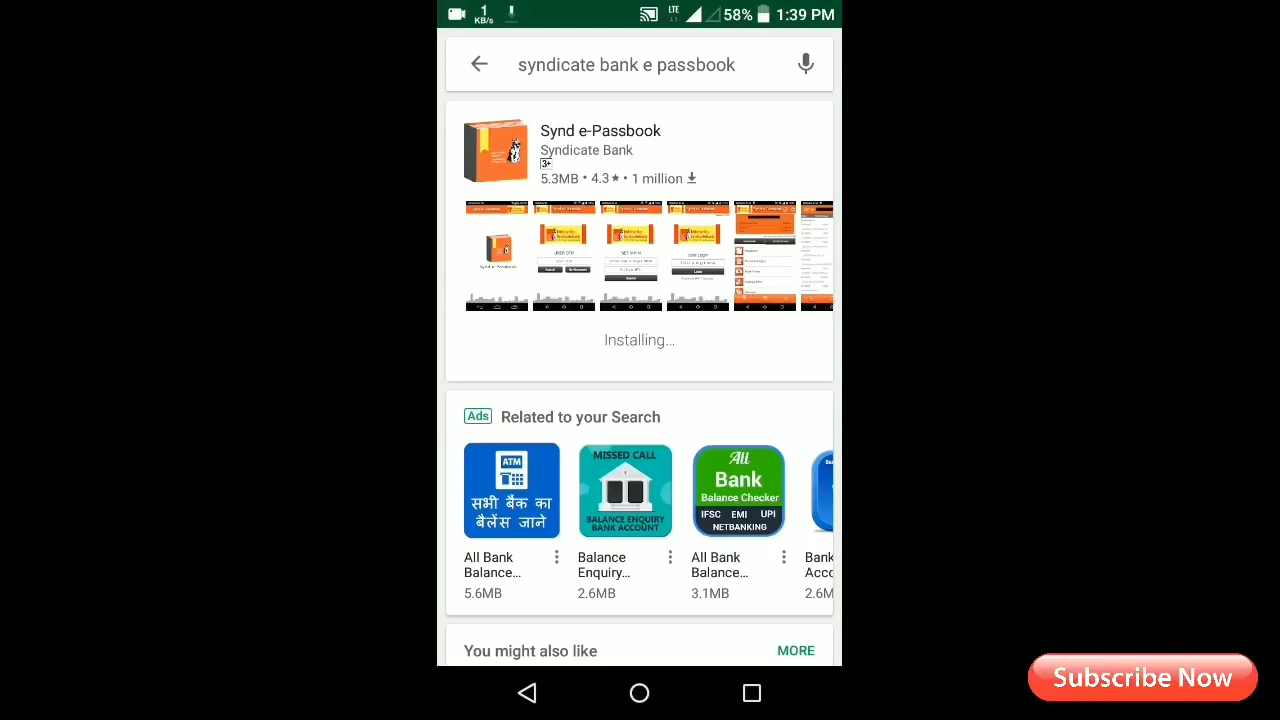 1 KB/s LTE 58% 1:39 PM
syndicate bank e passbook
Synd e-Passbook
Syndicate Bank
3+
5.3MB • 4.3★ • 1 million
Installing...
Ads Related to your Search
ATM
सभी बैंक का
बैलेंस जाने
MISSED CALL
BALANCE ENQUIRY
BANK ACCOUNT
All
Bank
Balance Checker
IFSC EMI UPI
NETBANKING
All Bank
Balance...
5.6MB
Balance
Enquiry...
2.6MB
All Bank
Balance...
3.1MB
Bank
Acco
2.6M
You might also like MORE
Subscribe Now